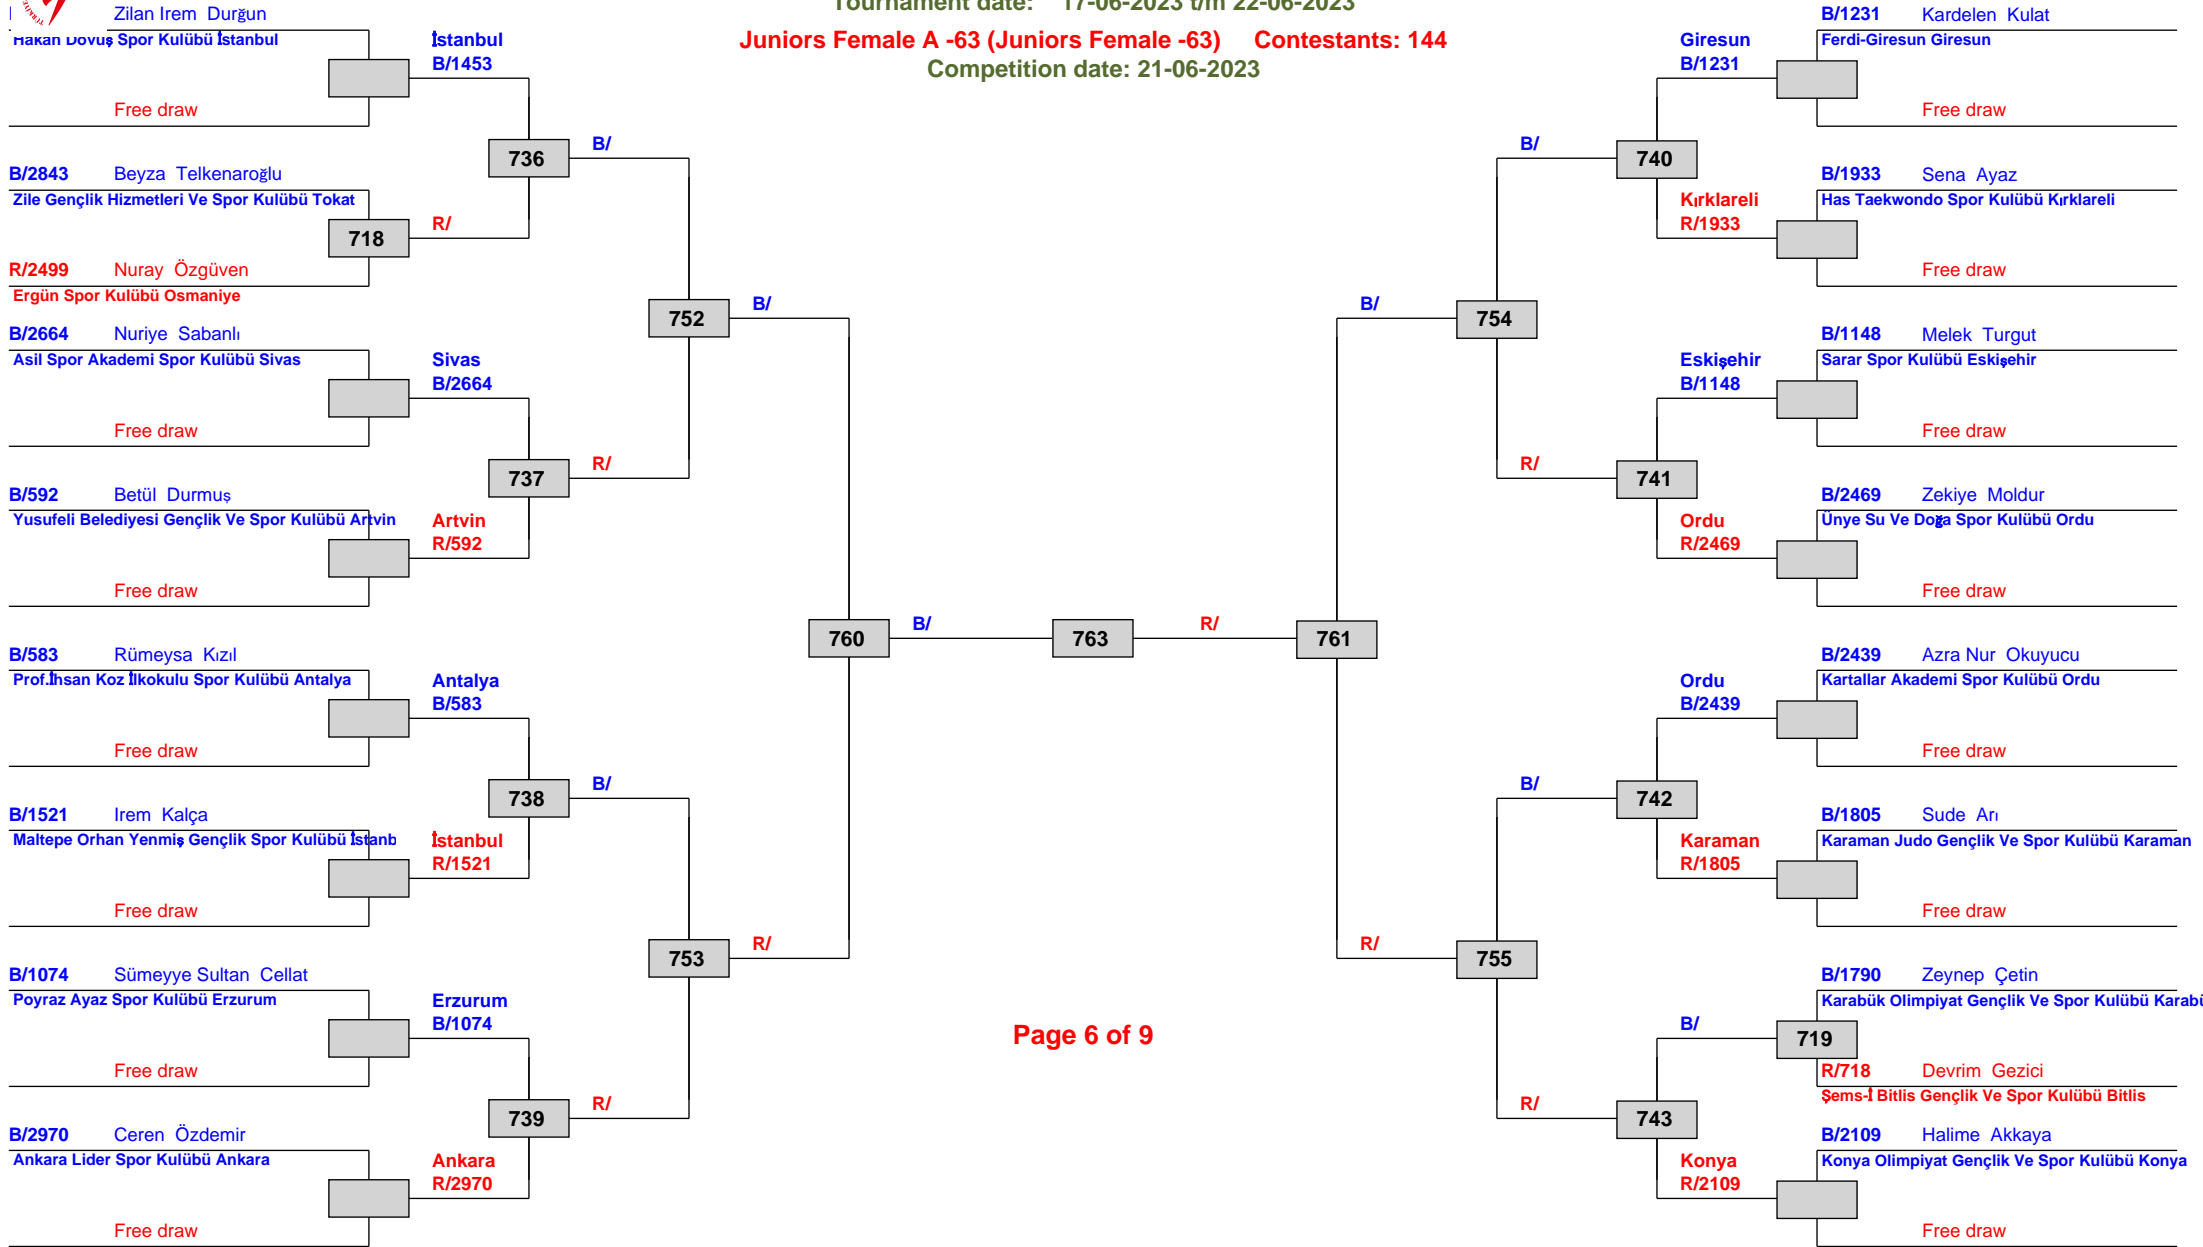 Tournament date: 17-06-2023 t/m 22-06-2023
Juniors Female A -63 (Juniors Female -63) Contestants: 144
Competition date: 21-06-2023
Zilan Irem Durğun
Hakan Dövüş Spor Kulübü İstanbul
Free draw
İstanbul
B/1453
B/2843 Beyza Telkenaroğlu
Zile Gençlik Hizmetleri Ve Spor Kulübü Tokat
718
R/2499 Nuray Özgüven
Ergün Spor Kulübü Osmaniye
R/
736
B/
B/2664 Nuriye Sabanlı
Asil Spor Akademi Spor Kulübü Sivas
Free draw
Sivas
B/2664
B/592 Betül Durmuş
Yusufeli Belediyesi Gençlik Ve Spor Kulübü Artvin
Free draw
Artvin
R/592
737
R/
752
B/
B/583 Rümeysa Kızıl
Prof.İhsan Koz İlkokulu Spor Kulübü Antalya
Free draw
Antalya
B/583
B/1521 Irem Kalça
Maltepe Orhan Yenmiş Gençlik Spor Kulübü İstanb
Free draw
İstanbul
R/1521
738
B/
B/1074 Sümeyye Sultan Cellat
Poyraz Ayaz Spor Kulübü Erzurum
Free draw
Erzurum
B/1074
B/2970 Ceren Özdemir
Ankara Lider Spor Kulübü Ankara
Free draw
Ankara
R/2970
739
R/
753
R/
760
B/
763
R/
761
Page 6 of 9
B/
754
B/
740
Giresun
B/1231
B/1231 Kardelen Kulat
Ferdi-Giresun Giresun
Free draw
Kırklareli
R/1933
B/1933 Sena Ayaz
Has Taekwondo Spor Kulübü Kırklareli
Free draw
R/
741
Eskişehir
B/1148
B/1148 Melek Turgut
Sarar Spor Kulübü Eskişehir
Free draw
Ordu
R/2469
B/2469 Zekiye Moldur
Ünye Su Ve Doğa Spor Kulübü Ordu
Free draw
R/
755
B/
742
Ordu
B/2439
B/2439 Azra Nur Okuyucu
Kartallar Akademi Spor Kulübü Ordu
Free draw
Karaman
R/1805
B/1805 Sude Arı
Karaman Judo Gençlik Ve Spor Kulübü Karaman
Free draw
R/
743
B/
719
B/1790 Zeynep Çetin
Karabük Olimpiyat Gençlik Ve Spor Kulübü Karabü
R/718 Devrim Gezici
Şems-İ Bitlis Gençlik Ve Spor Kulübü Bitlis
Konya
R/2109
B/2109 Halime Akkaya
Konya Olimpiyat Gençlik Ve Spor Kulübü Konya
Free draw